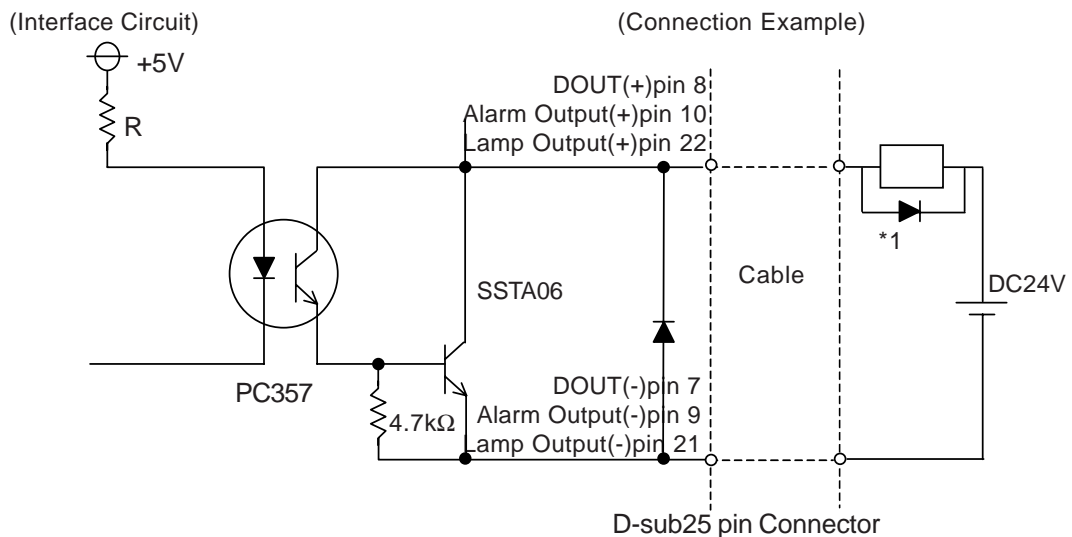 (Interface Circuit)
(Connection Example)
+5V
R
DOUT(+)pin 8
Alarm Output(+)pin 10
Lamp Output(+)pin 22
*1
SSTA06
Cable
DC24V
PC357
4.7kΩ
DOUT(-)pin 7
Alarm Output(-)pin 9
Lamp Output(-)pin 21
D-sub25 pin Connector